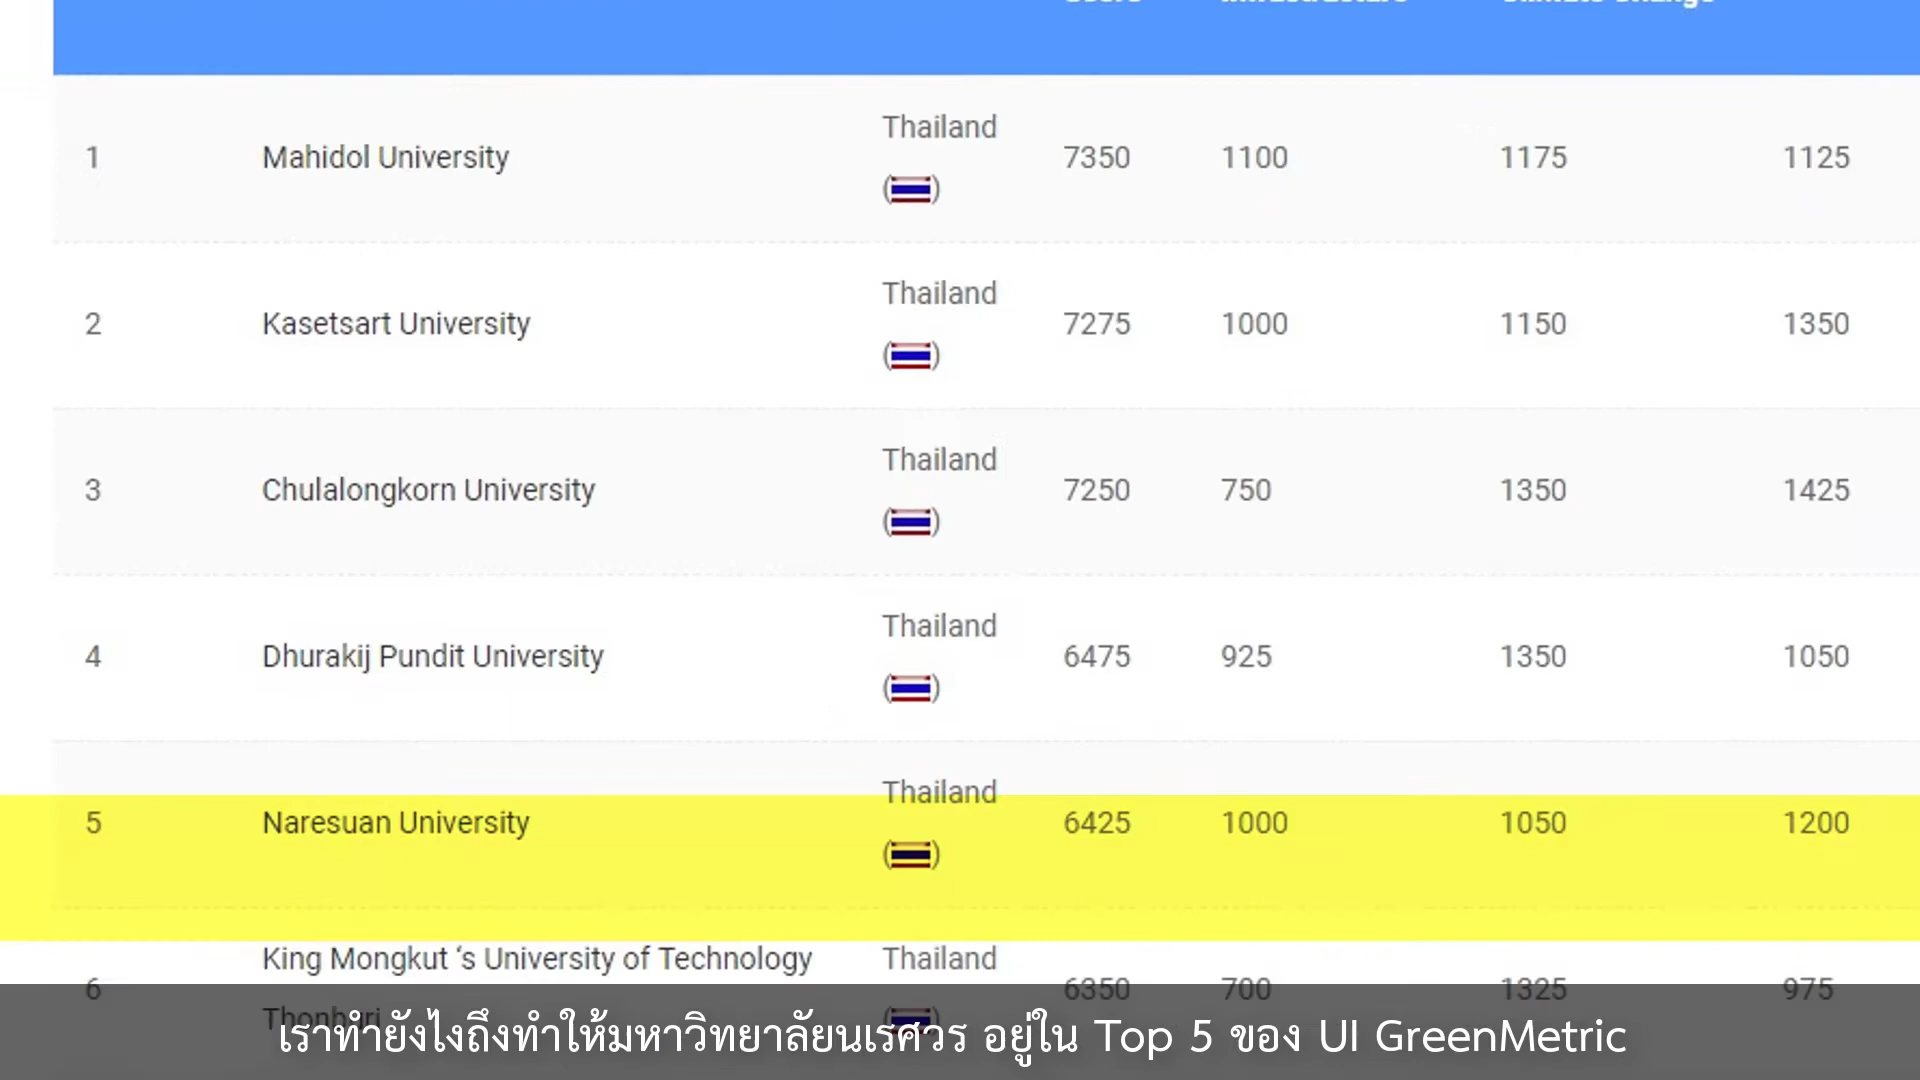 1 Mahidol University Thailand 7350 1100 1175 1125
2 Kasetsart University Thailand 7275 1000 1150 1350
3 Chulalongkorn University Thailand 7250 750 1350 1425
4 Dhurakij Pundit University Thailand 6475 925 1350 1050
5 Naresuan University Thailand 6425 1000 1050 1200
6 King Mongkut ‘s University of Technology Thailand 6350 700 1325 975
Thonburi
เราทำยังไงถึงทำให้มหาวิทยาลัยนเรศวร อยู่ใน Top 5 ของ UI GreenMetric